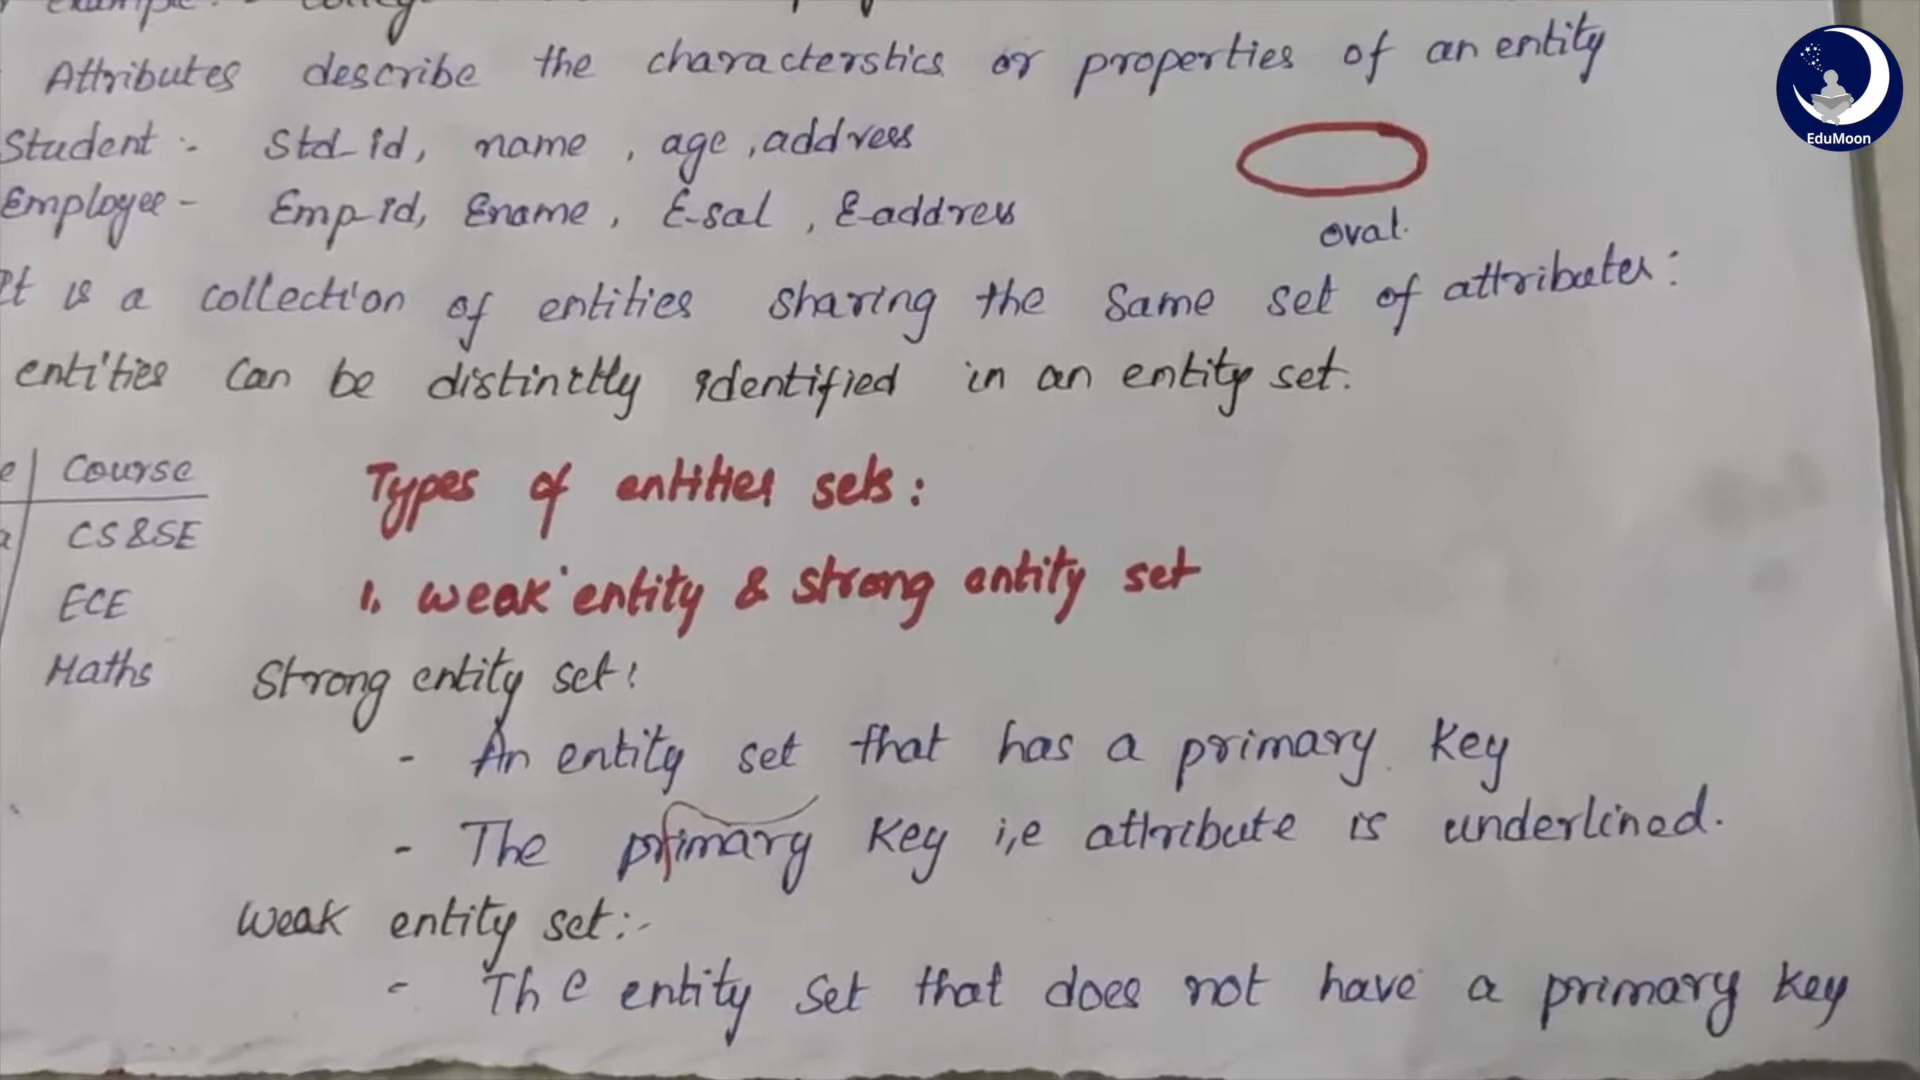 example :- college
Attributes describe the characterstics or properties of an entity
Student :- Std-id, name, age, address
Employee - Emp-id, Ename, E-sal, E-address
oval.
It is a collection of entities sharing the same set of attributes:
entities can be distinctly identified in an entity set.
e | Course
a CS&SE
ECE
Maths
Types of entities sets:
1. weak entity & strong entity set
Strong entity set:
- An entity set that has a primary key
- The primary key i,e attribute is underlined.
Weak entity set:-
- The entity set that does not have a primary key
EduMoon